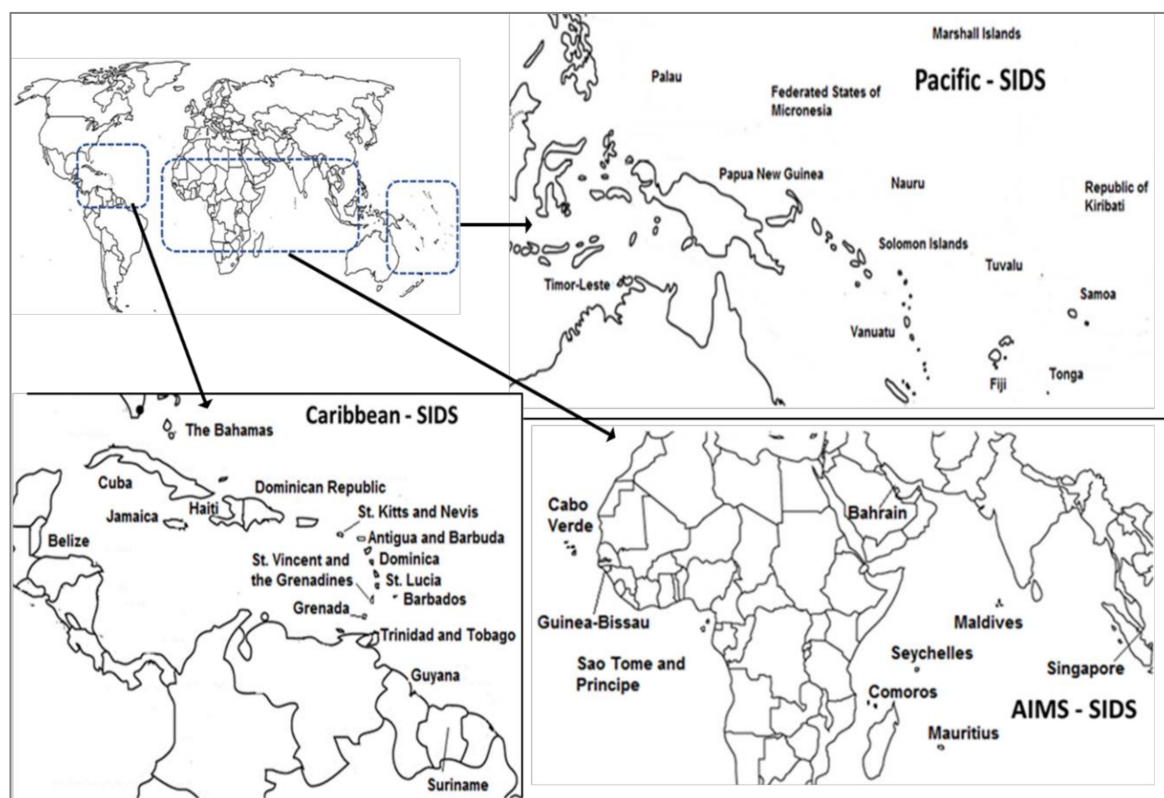 Marshall Islands
Palau
Pacific - SIDS
Federated States of
Micronesia
Papua New Guinea
Nauru
Republic of
Kiribati
Solomon Islands
Tuvalu
Timor-Leste
Samoa
Vanuatu
Fiji
Tonga
Caribbean - SIDS
The Bahamas
Cuba
Dominican Republic
Haiti
Jamaica
St. Kitts and Nevis
Belize
Antigua and Barbuda
St. Vincent and
the Grenadines
Dominica
St. Lucia
Barbados
Grenada
Trinidad and Tobago
Guyana
Suriname
Cabo
Verde
Bahrain
Guinea-Bissau
Maldives
Sao Tome and
Principe
Seychelles
Singapore
Comoros
AIMS - SIDS
Mauritius